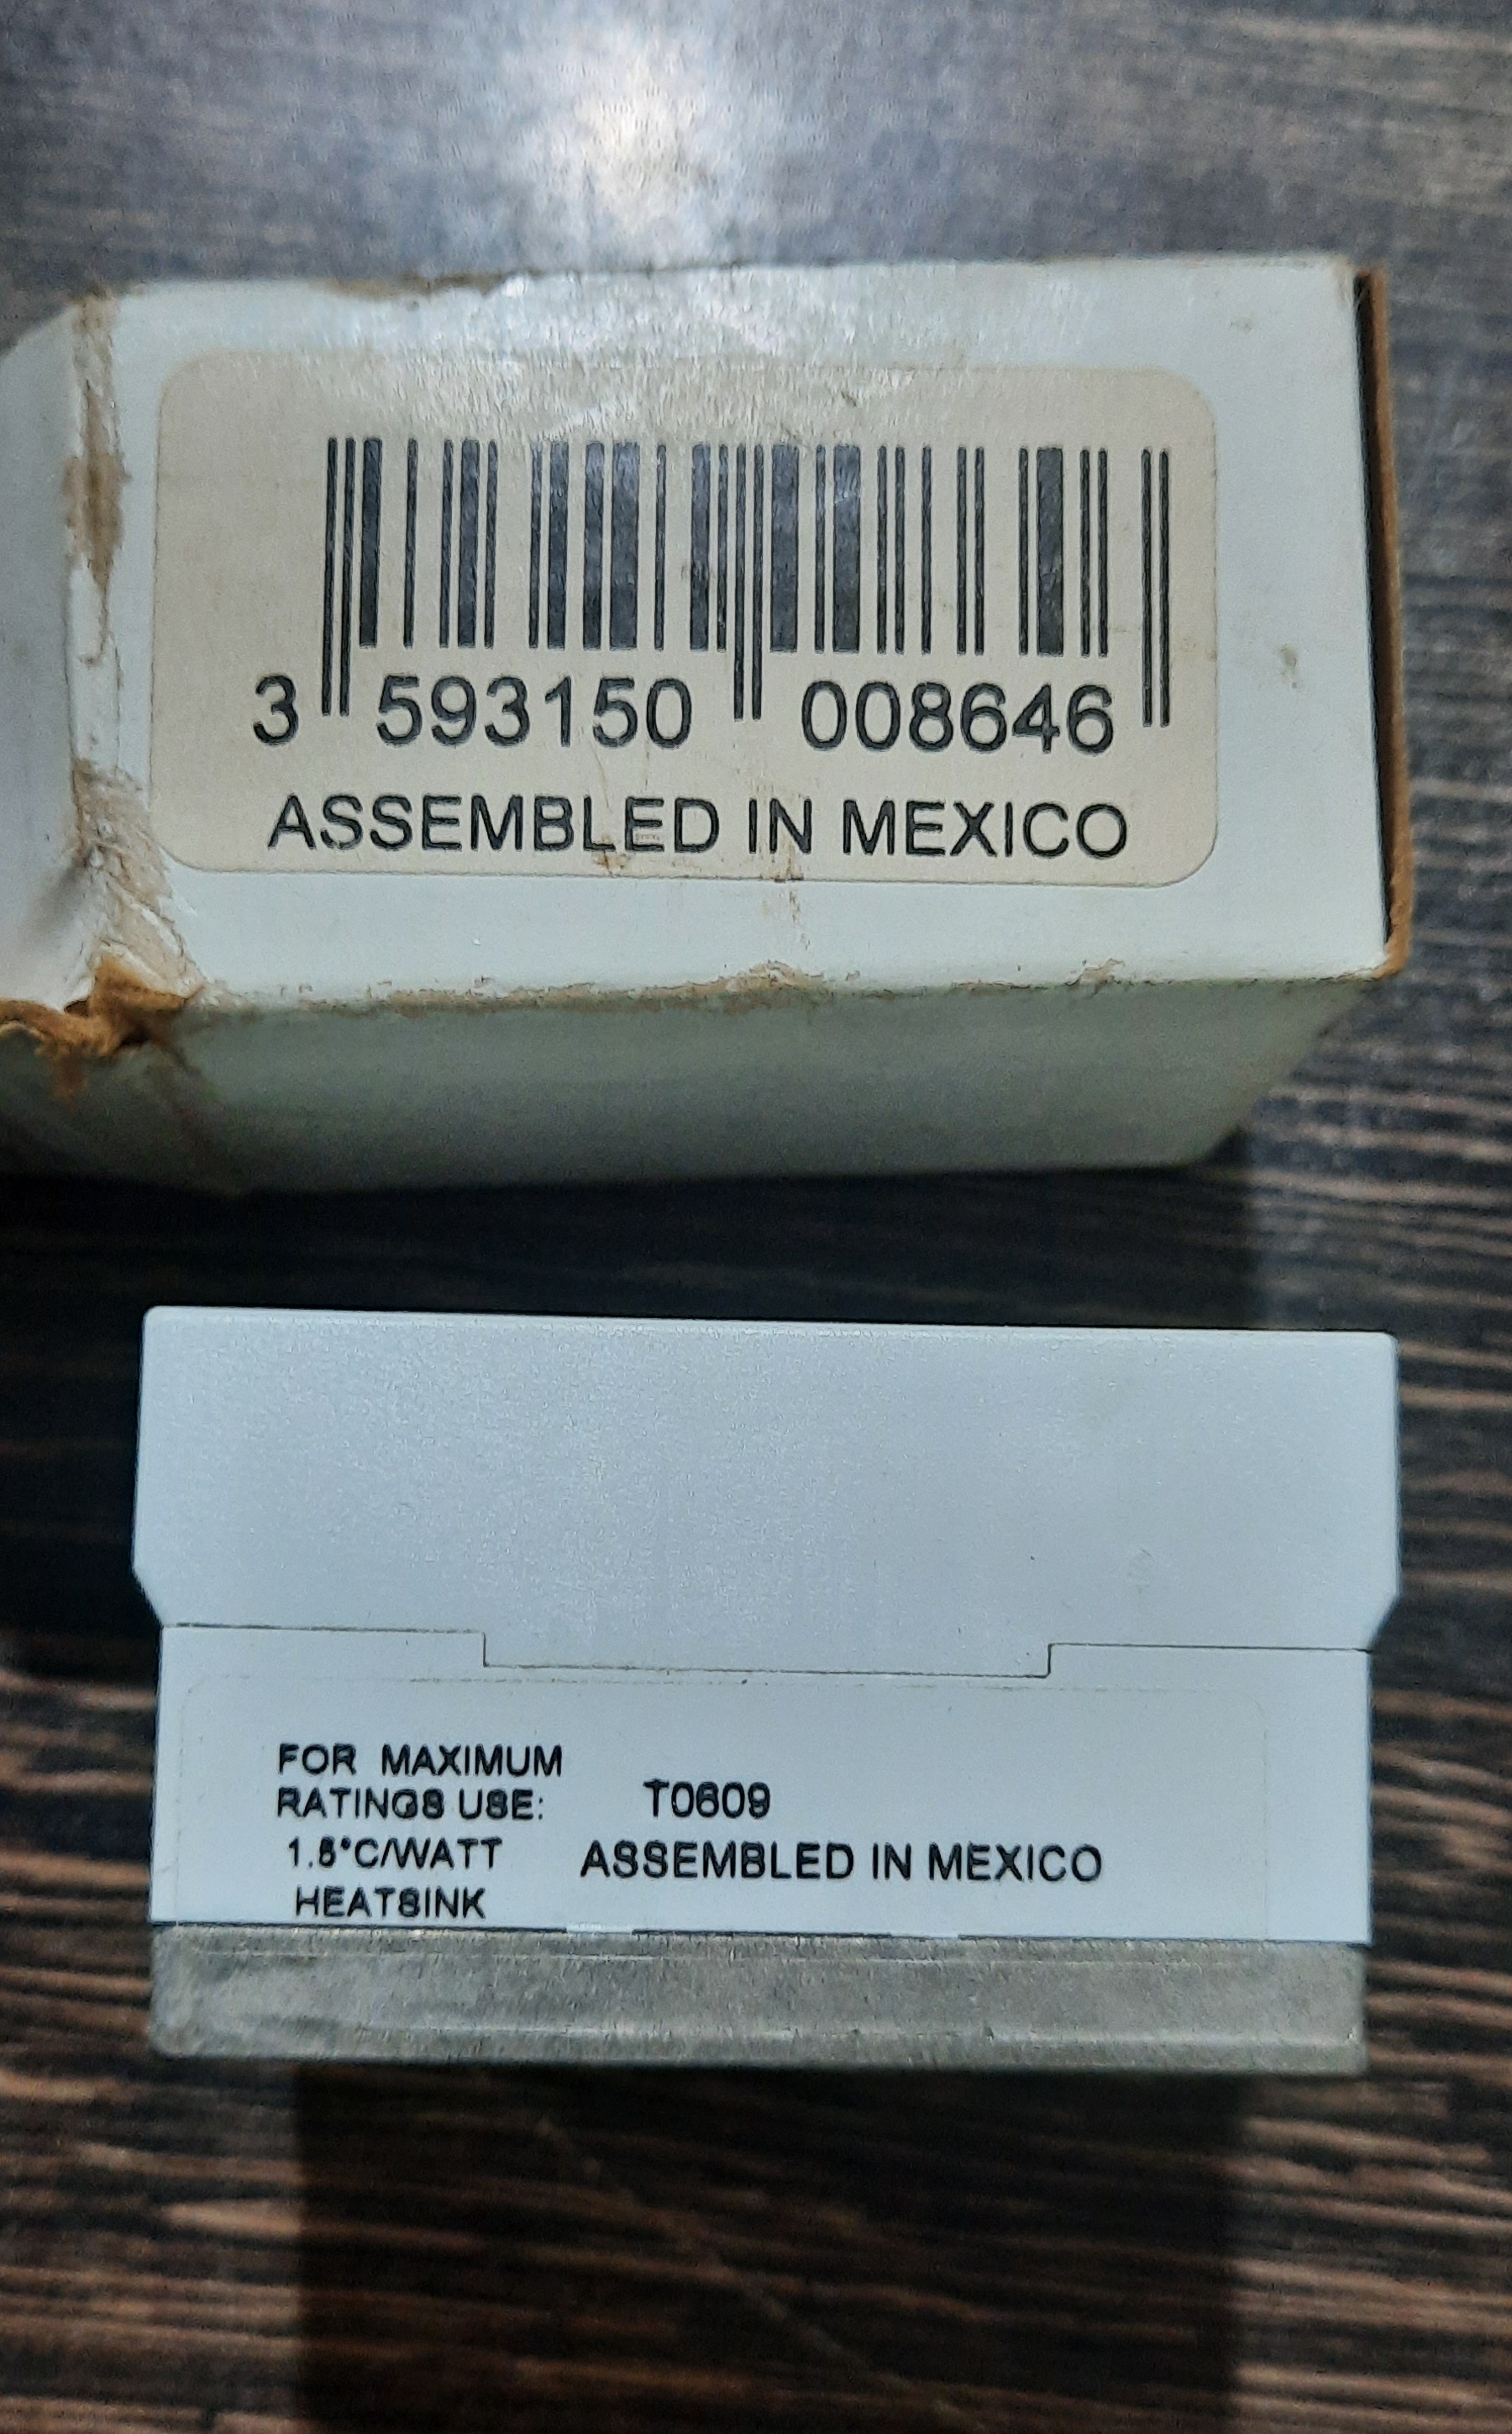 3 593150 008646
ASSEMBLED IN MEXICO
FOR MAXIMUM
RATINGS USE:
1.5°C/WATT
HEATSINK
T0609
ASSEMBLED IN MEXICO